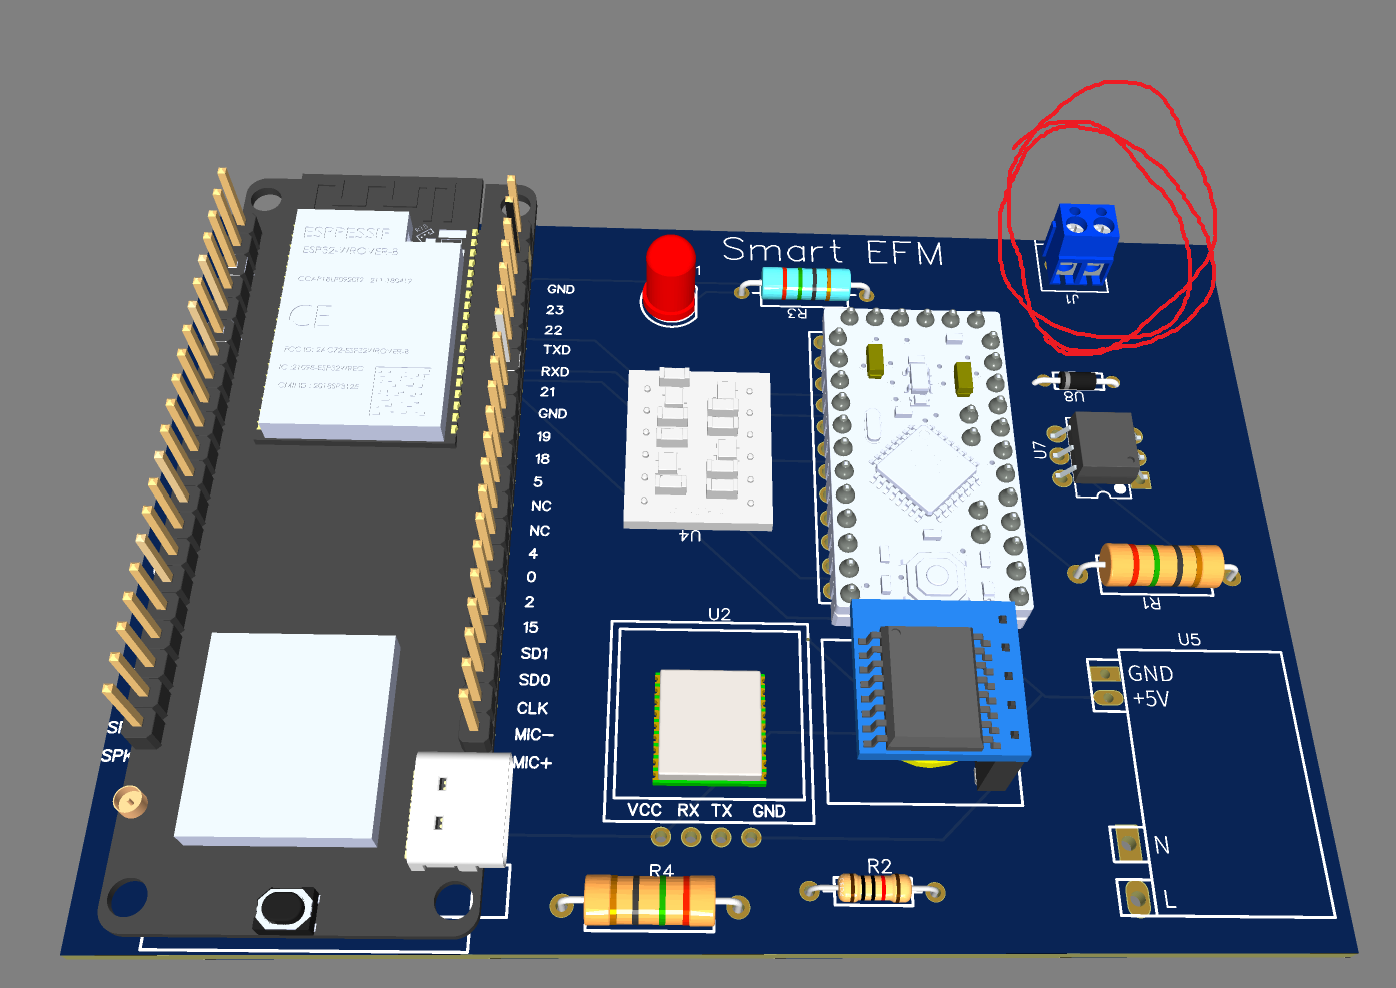 Smart EFM
ESPRESSIF
ESP32-WROVER-B
CE
1
R3
J1
GND
23
22
TXD
RXD
21
GND
19
18
5
NC
NC
4
0
2
15
SD1
SD0
CLK
MIC-
MIC+
U8
U7
U4
R1
U2
U5
GND
+5V
SPK
VCC RX TX GND
N
L
R4
R2